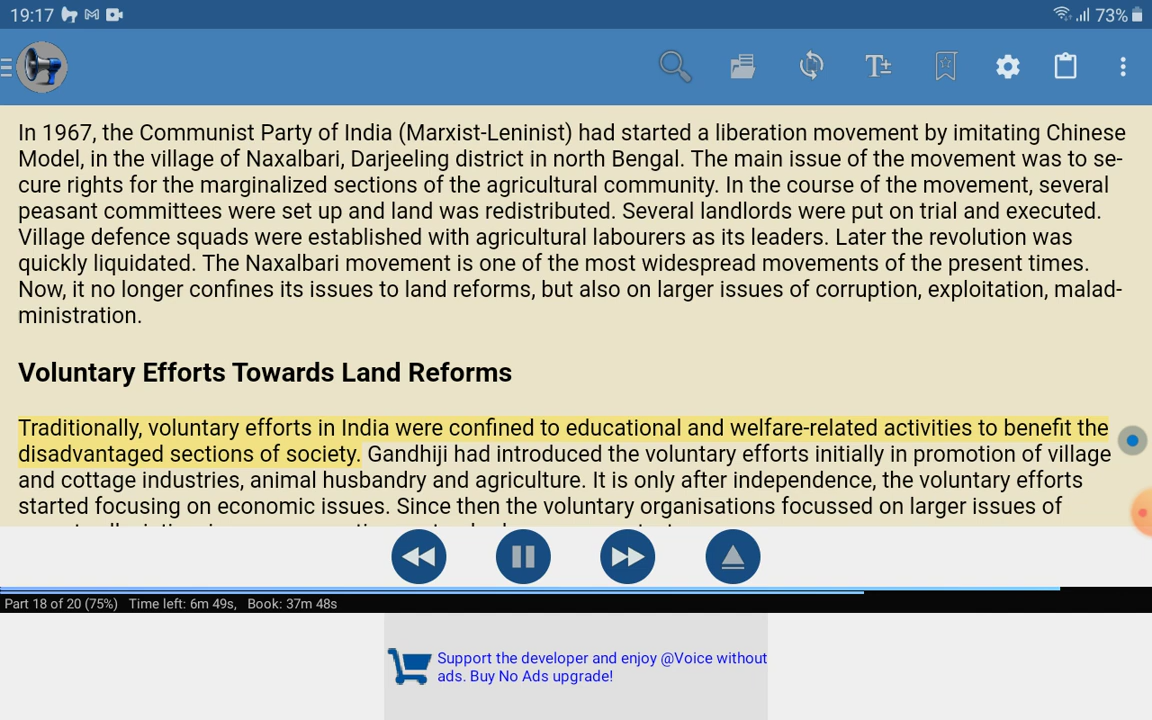 19:17
73%
In 1967, the Communist Party of India (Marxist-Leninist) had started a liberation movement by imitating Chinese
Model, in the village of Naxalbari, Darjeeling district in north Bengal. The main issue of the movement was to se-
cure rights for the marginalized sections of the agricultural community. In the course of the movement, several
peasant committees were set up and land was redistributed. Several landlords were put on trial and executed.
Village defence squads were established with agricultural labourers as its leaders. Later the revolution was
quickly liquidated. The Naxalbari movement is one of the most widespread movements of the present times.
Now, it no longer confines its issues to land reforms, but also on larger issues of corruption, exploitation, malad-
ministration.
Voluntary Efforts Towards Land Reforms
Traditionally, voluntary efforts in India were confined to educational and welfare-related activities to benefit the
disadvantaged sections of society. Gandhiji had introduced the voluntary efforts initially in promotion of village
and cottage industries, animal husbandry and agriculture. It is only after independence, the voluntary efforts
started focusing on economic issues. Since then the voluntary organisations focussed on larger issues of
Part 18 of 20 (75%) Time left: 6m 49s, Book: 37m 48s
Support the developer and enjoy @Voice without
ads. Buy No Ads upgrade!